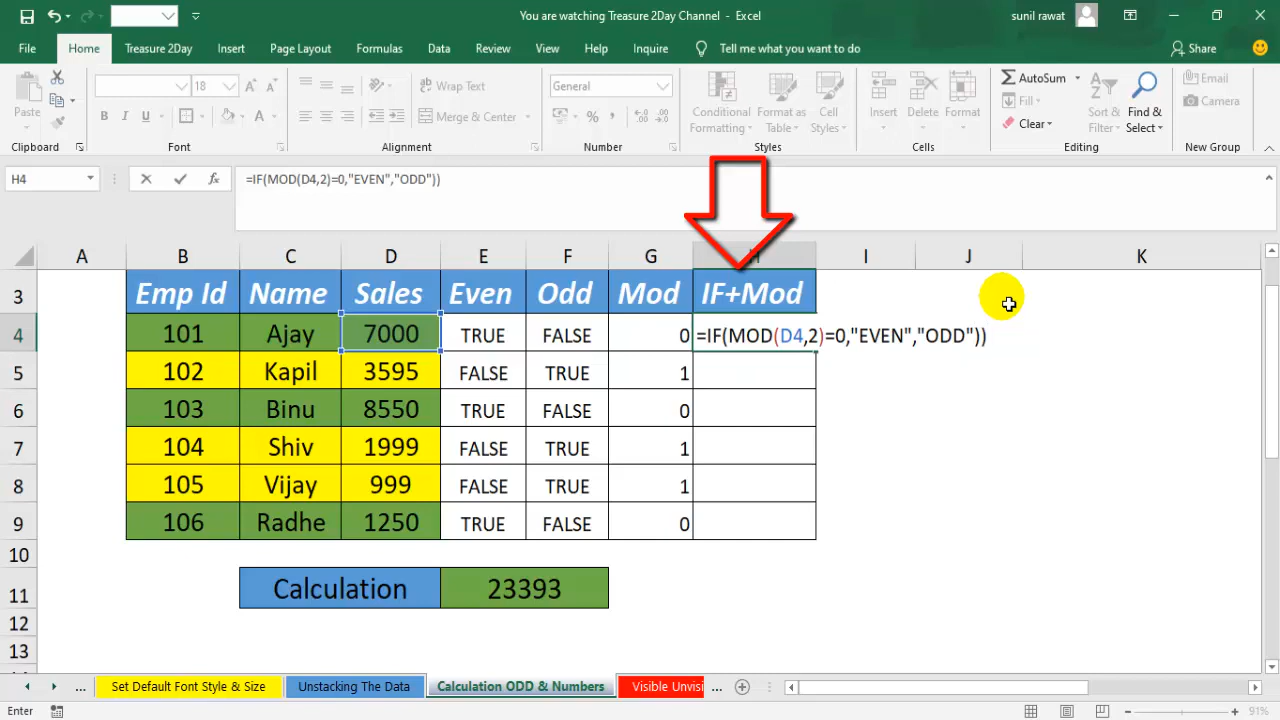 You are watching Treasure 2Day Channel - Excel
sunil rawat
File Home Treasure 2Day Insert Page Layout Formulas Data Review View Help Inquire Tell me what you want to do Share
18 A A Wrap Text General AutoSum Email
Paste B I U A Merge & Center % , Conditional Formatting Format as Table Cell Styles Insert Delete Format Fill Clear Sort & Filter Find & Select Camera
Clipboard Font Alignment Number Styles Cells Editing New Group
H4 fx =IF(MOD(D4,2)=0,"EVEN","ODD"))
A B C D E F G H I J K
3 Emp Id Name Sales Even Odd Mod IF+Mod
4 101 Ajay 7000 TRUE FALSE 0 =IF(MOD(D4,2)=0,"EVEN","ODD"))
5 102 Kapil 3595 FALSE TRUE 1
6 103 Binu 8550 TRUE FALSE 0
7 104 Shiv 1999 FALSE TRUE 1
8 105 Vijay 999 FALSE TRUE 1
9 106 Radhe 1250 TRUE FALSE 0
10
11 Calculation 23393
12
13
... Set Default Font Style & Size Unstacking The Data Calculation ODD & Numbers Visible Unvisi ...
Enter 91%